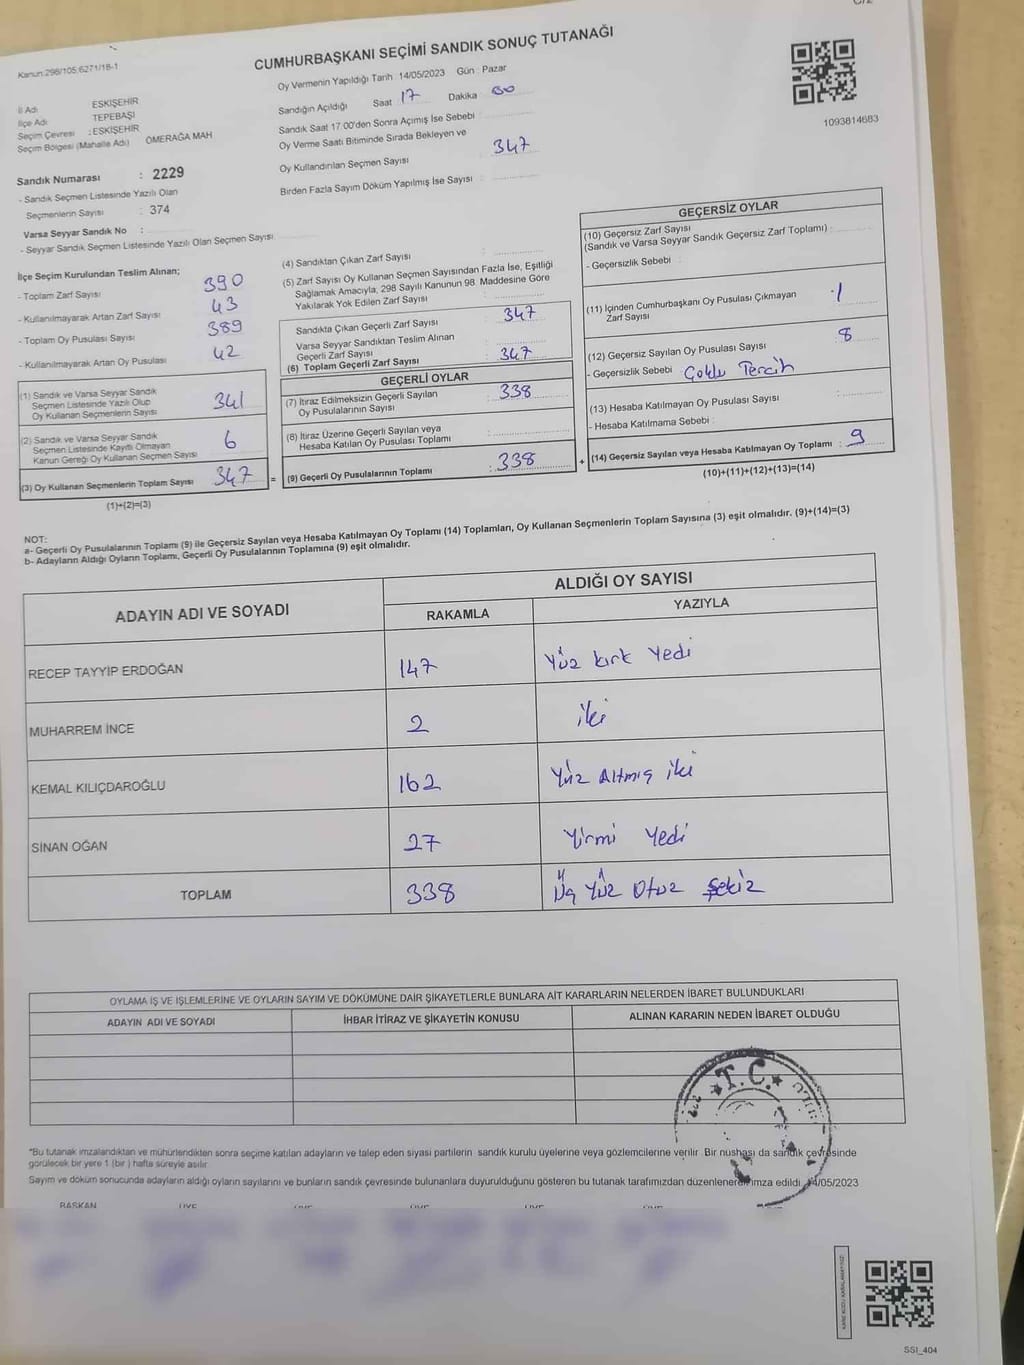 Kanun:298/105:6271/18-1
CUMHURBAŞKANI SEÇİMİ SANDIK SONUÇ TUTANAĞI
İl Adı ESKİŞEHİR
İlçe Adı TEPEBAŞI
Seçim Çevresi : ESKİŞEHİR
Seçim Bölgesi (Mahalle Adı) ÖMERAĞA MAH
Sandık Numarası : 2229
- Sandık Seçmen Listesinde Yazılı Olan
Seçmenlerin Sayısı : 374
Varsa Seyyar Sandık No :
- Seyyar Sandık Seçmen Listesinde Yazılı Olan Seçmen Sayısı
Oy Vermenin Yapıldığı Tarih : 14/05/2023 Gün : Pazar
Sandığın Açıldığı Saat 17 Dakika 00
Sandık Saat 17:00'den Sonra Açılmış İse Sebebi :
Oy Verme Saati Bitiminde Sırada Bekleyen ve
Oy Kullandırılan Seçmen Sayısı : 347
Birden Fazla Sayım Döküm Yapılmış İse Sayısı :
1093814683
İlçe Seçim Kurulundan Teslim Alınan;
- Toplam Zarf Sayısı 390
- Kullanılmayarak Artan Zarf Sayısı 43
- Toplam Oy Pusulası Sayısı 389
- Kullanılmayarak Artan Oy Pusulası 42
(1) Sandık ve Varsa Seyyar Sandık
Seçmen Listesinde Yazılı Olup
Oy Kullanan Seçmenlerin Sayısı 341
(2) Sandık ve Varsa Seyyar Sandık
Seçmen Listesinde Kayıtlı Olmayan
Kanun Gereği Oy Kullanan Seçmen Sayısı 6
(3) Oy Kullanan Seçmenlerin Toplam Sayısı 347
(1)+(2)=(3)
(4) Sandıktan Çıkan Zarf Sayısı :
(5) Zarf Sayısı Oy Kullanan Seçmen Sayısından Fazla İse, Eşitliği
Sağlamak Amacıyla, 298 Sayılı Kanunun 98. Maddesine Göre
Yakılarak Yok Edilen Zarf Sayısı :
Sandıkta Çıkan Geçerli Zarf Sayısı : 347
Varsa Seyyar Sandıktan Teslim Alınan
Geçerli Zarf Sayısı
(6) Toplam Geçerli Zarf Sayısı : 347
GEÇERLİ OYLAR
(7) İtiraz Edilmeksizin Geçerli Sayılan
Oy Pusulalarının Sayısı : 338
(8) İtiraz Üzerine Geçerli Sayılan veya
Hesaba Katılan Oy Pusulası Toplamı :
= (9) Geçerli Oy Pusulalarının Toplamı : 338 +
GEÇERSİZ OYLAR
(10) Geçersiz Zarf Sayısı
(Sandık ve Varsa Seyyar Sandık Geçersiz Zarf Toplamı) :
- Geçersizlik Sebebi :
(11) İçinden Cumhurbaşkanı Oy Pusulası Çıkmayan
Zarf Sayısı : 1
(12) Geçersiz Sayılan Oy Pusulası Sayısı : 8
- Geçersizlik Sebebi : Çoklu Tercih
(13) Hesaba Katılmayan Oy Pusulası Sayısı :
- Hesaba Katılmama Sebebi :
(14) Geçersiz Sayılan veya Hesaba Katılmayan Oy Toplamı : 9
(10)+(11)+(12)+(13)=(14)
NOT:
a- Geçerli Oy Pusulalarının Toplamı (9) ile Geçersiz Sayılan veya Hesaba Katılmayan Oy Toplamı (14) Toplamları, Oy Kullanan Seçmenlerin Toplam Sayısına (3) eşit olmalıdır. (9)+(14)=(3)
b- Adayların Aldığı Oyların Toplamı, Geçerli Oy Pusulalarının Toplamına (9) eşit olmalıdır.
ADAYIN ADI VE SOYADI
ALDIĞI OY SAYISI
RAKAMLA YAZIYLA
RECEP TAYYİP ERDOĞAN 147 Yüz kırk Yedi
MUHARREM İNCE 2 iki
KEMAL KILIÇDAROĞLU 162 Yüz Altmış iki
SİNAN OĞAN 27 Yirmi Yedi
TOPLAM 338 Üç Yüz Otuz Sekiz
OYLAMA İŞ VE İŞLEMLERİNE VE OYLARIN SAYIM VE DÖKÜMÜNE DAİR ŞİKAYETLERLE BUNLARA AİT KARARLARIN NELERDEN İBARET BULUNDUKLARI
ADAYIN ADI VE SOYADI İHBAR İTİRAZ VE ŞİKAYETİN KONUSU ALINAN KARARIN NEDEN İBARET OLDUĞU
T.C.
*Bu tutanak imzalandıktan ve mühürlendikten sonra seçime katılan adayların ve talep eden siyasi partilerin sandık kurulu üyelerine veya gözlemcilerine verilir. Bir nüshası da sandık çevresinde
görülecek bir yere 1 (bir) hafta süreyle asılır.
Sayım ve döküm sonucunda adayların aldığı oyların sayılarını ve bunların sandık çevresinde bulunanlara duyurulduğunu gösteren bu tutanak tarafımızdan düzenlenerek imza edildi. 14/05/2023
BAŞKAN ÜYE ÜYE ÜYE ÜYE ÜYE
SSI_404